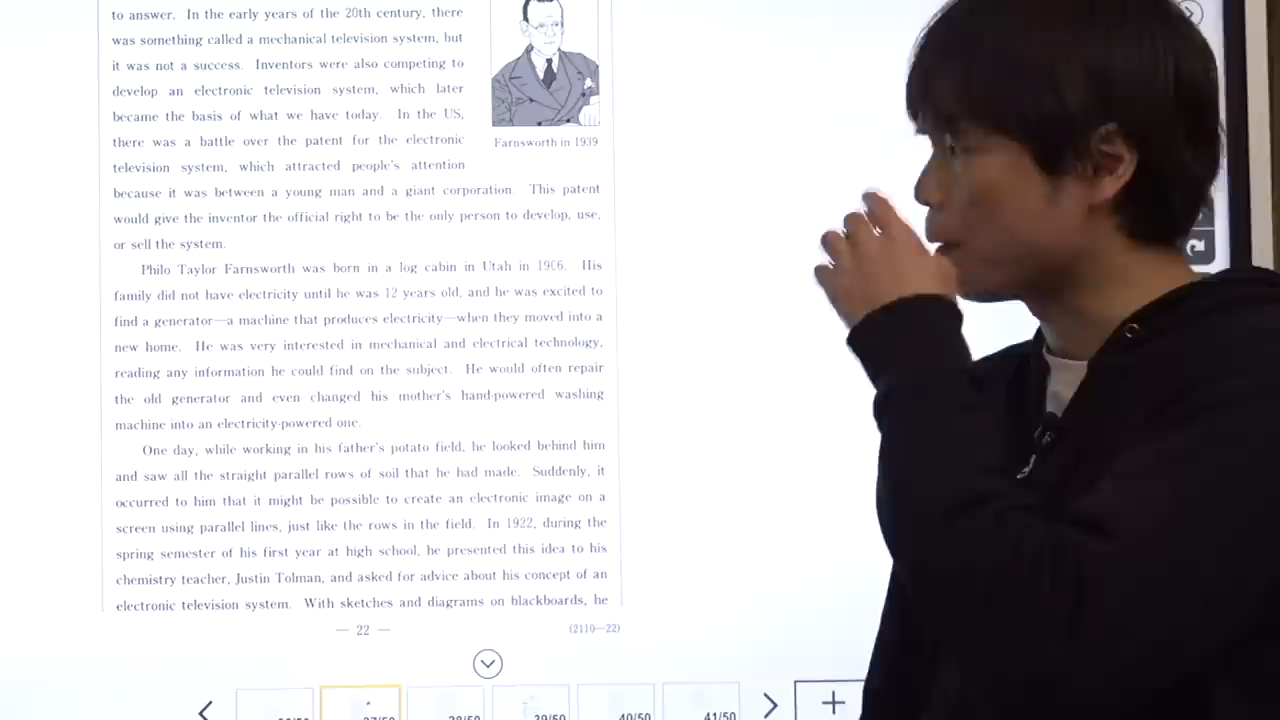 to answer. In the early years of the 20th century, there
was something called a mechanical television system, but
it was not a success. Inventors were also competing to
develop an electronic television system, which later
became the basis of what we have today. In the US,
there was a battle over the patent for the electronic
television system, which attracted people's attention
Farnsworth in 1939
because it was between a young man and a giant corporation. This patent
would give the inventor the official right to be the only person to develop, use,
or sell the system.
Philo Taylor Farnsworth was born in a log cabin in Utah in 1906. His
family did not have electricity until he was 12 years old, and he was excited to
find a generator—a machine that produces electricity—when they moved into a
new home. He was very interested in mechanical and electrical technology,
reading any information he could find on the subject. He would often repair
the old generator and even changed his mother's hand-powered washing
machine into an electricity-powered one.
One day, while working in his father's potato field, he looked behind him
and saw all the straight parallel rows of soil that he had made. Suddenly, it
occurred to him that it might be possible to create an electronic image on a
screen using parallel lines, just like the rows in the field. In 1922, during the
spring semester of his first year at high school, he presented this idea to his
chemistry teacher, Justin Tolman, and asked for advice about his concept of an
electronic television system. With sketches and diagrams on blackboards, he
— 22 —
(2110—22)
36/50 37/50 38/50 39/50 40/50 41/50